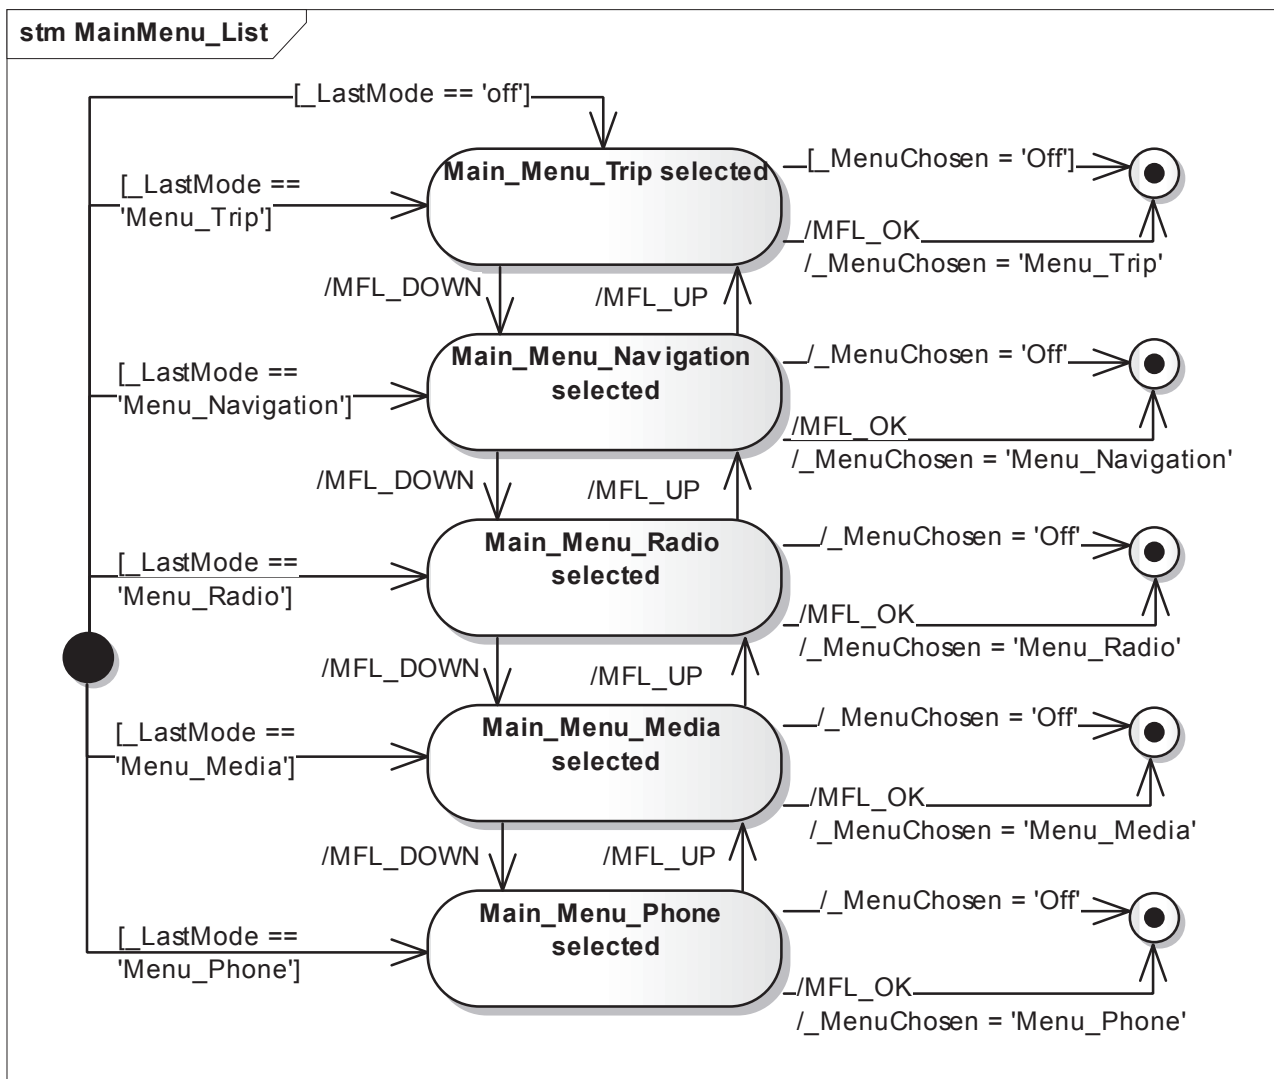 stm MainMenu_List
[_LastMode == 'off']
Main_Menu_Trip selected
[_MenuChosen = 'Off']
[_LastMode ==
'Menu_Trip']
/MFL_OK
/_MenuChosen = 'Menu_Trip'
/MFL_DOWN
/MFL_UP
Main_Menu_Navigation
selected
/_MenuChosen = 'Off'
[_LastMode ==
'Menu_Navigation']
/MFL_OK
/_MenuChosen = 'Menu_Navigation'
/MFL_DOWN
/MFL_UP
Main_Menu_Radio
selected
/_MenuChosen = 'Off'
[_LastMode ==
'Menu_Radio']
/MFL_OK
/_MenuChosen = 'Menu_Radio'
/MFL_DOWN
/MFL_UP
Main_Menu_Media
selected
/_MenuChosen = 'Off'
[_LastMode ==
'Menu_Media']
/MFL_OK
/_MenuChosen = 'Menu_Media'
/MFL_DOWN
/MFL_UP
Main_Menu_Phone
selected
/_MenuChosen = 'Off'
[_LastMode ==
'Menu_Phone']
/MFL_OK
/_MenuChosen = 'Menu_Phone'